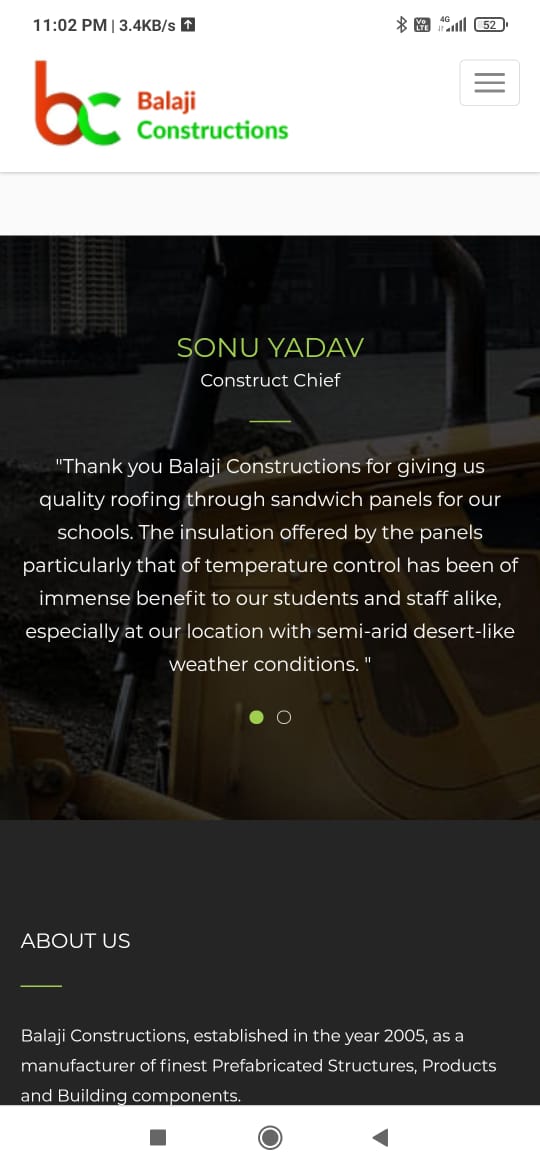 11:02 PM | 3.4KB/s
Vo LTE 4G 52
bc Balaji
Constructions
SONU YADAV
Construct Chief
"Thank you Balaji Constructions for giving us
quality roofing through sandwich panels for our
schools. The insulation offered by the panels
particularly that of temperature control has been of
immense benefit to our students and staff alike,
especially at our location with semi-arid desert-like
weather conditions. "
ABOUT US
Balaji Constructions, established in the year 2005, as a
manufacturer of finest Prefabricated Structures, Products
and Building components.